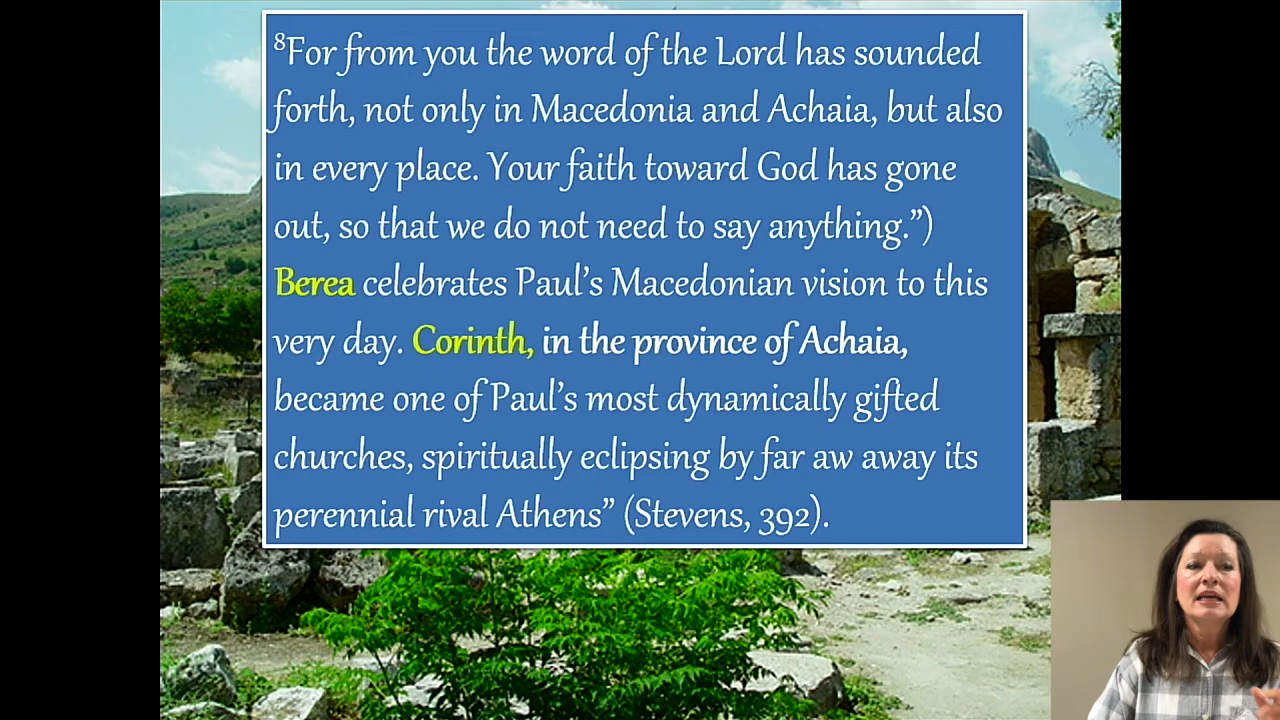 ⁸For from you the word of the Lord has sounded
forth, not only in Macedonia and Achaia, but also
in every place. Your faith toward God has gone
out, so that we do not need to say anything.”)
Berea celebrates Paul’s Macedonian vision to this
very day. Corinth, in the province of Achaia,
became one of Paul’s most dynamically gifted
churches, spiritually eclipsing by far aw away its
perennial rival Athens” (Stevens, 392).